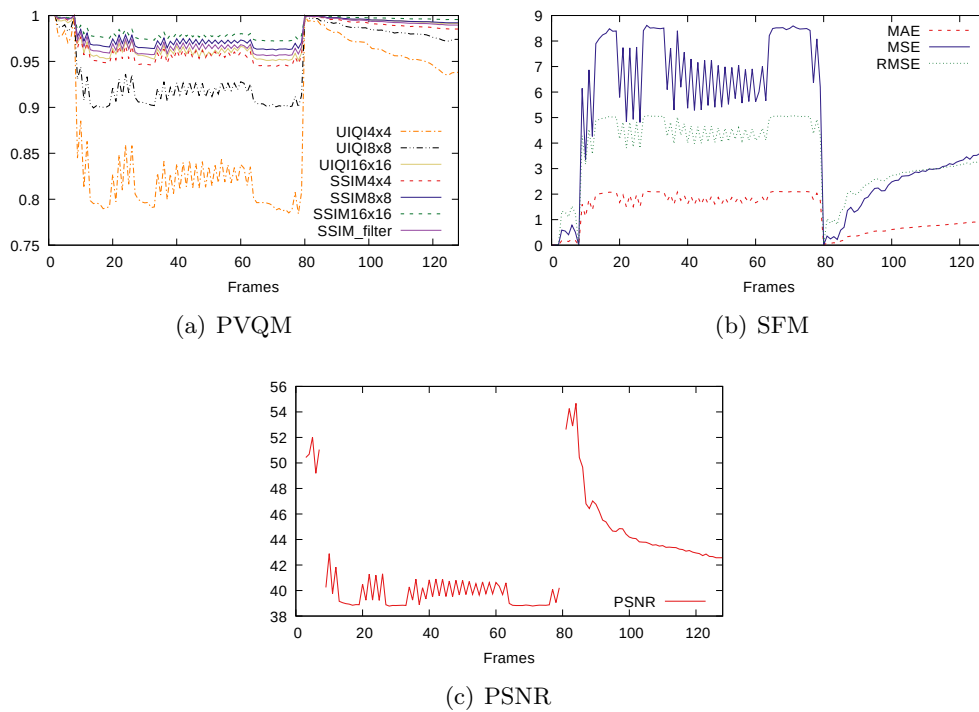 1
0.95
0.9
0.85
0.8
0.75
0 20 40 60 80 100 120
Frames
UIQI4x4
UIQI8x8
UIQI16x16
SSIM4x4
SSIM8x8
SSIM16x16
SSIM_filter
(a) PVQM
9
8
7
6
5
4
3
2
1
0
0 20 40 60 80 100 120
Frames
MAE
MSE
RMSE
(b) SFM
56
54
52
50
48
46
44
42
40
38
0 20 40 60 80 100 120
Frames
PSNR
(c) PSNR